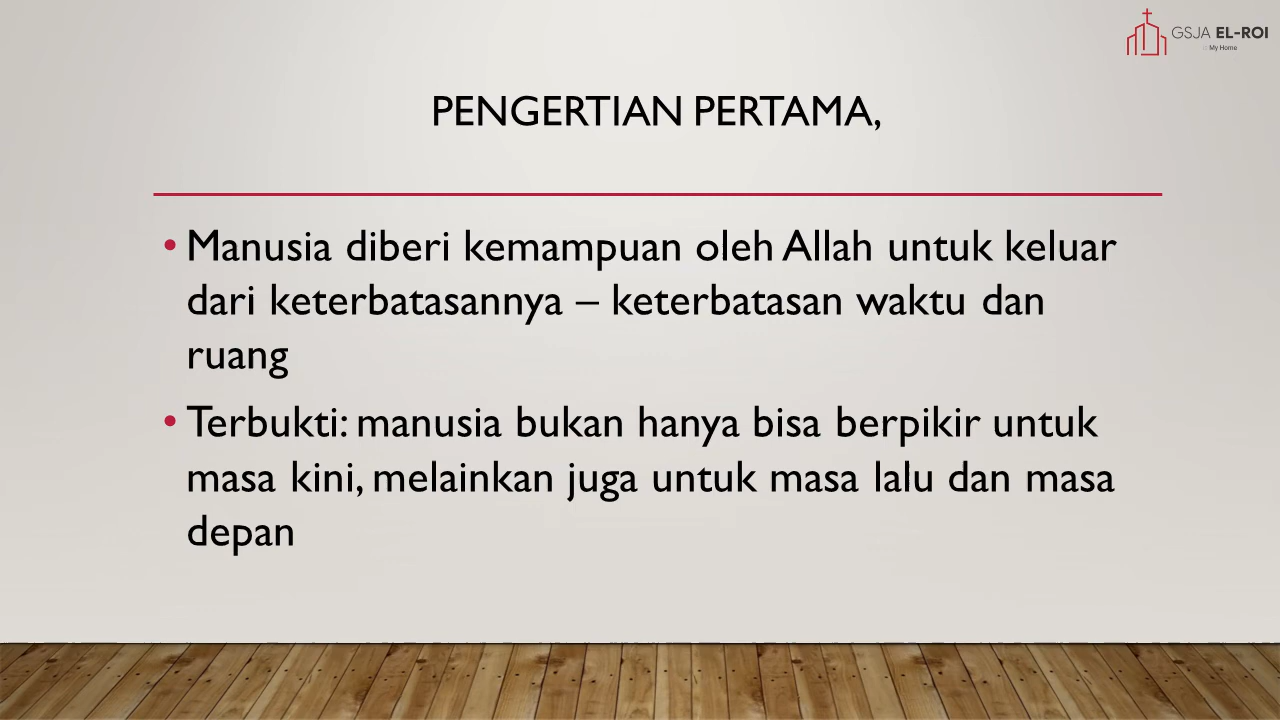 GSJA EL-ROI
My Home
PENGERTIAN PERTAMA,
• Manusia diberi kemampuan oleh Allah untuk keluar
dari keterbatasannya – keterbatasan waktu dan
ruang
• Terbukti: manusia bukan hanya bisa berpikir untuk
masa kini, melainkan juga untuk masa lalu dan masa
depan